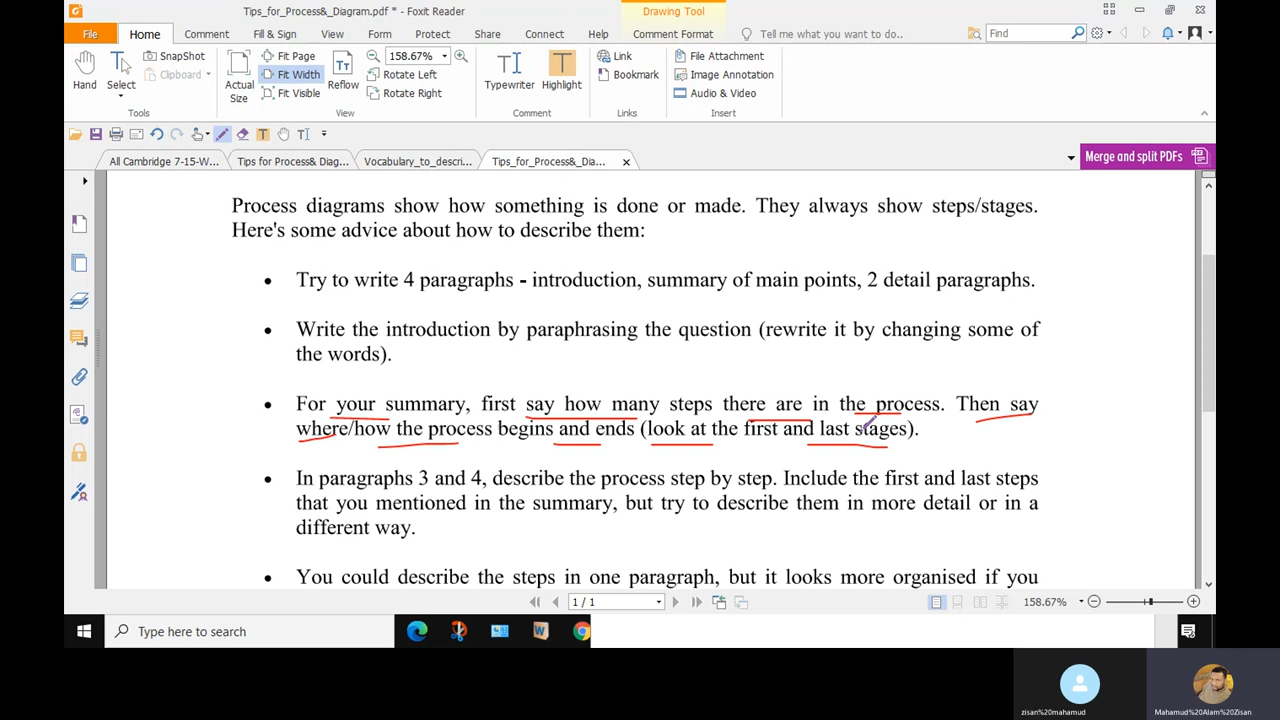 Tips_for_Process&_Diagram.pdf * - Foxit Reader
Drawing Tool
File
Home
Comment
Fill & Sign
View
Form
Protect
Share
Connect
Help
Comment Format
Tell me what you want to do..
Find
Hand
Select
SnapShot
Clipboard
Tools
Actual
Size
Fit Page
Fit Width
Fit Visible
Reflow
158.67%
Rotate Left
Rotate Right
View
Typewriter
Highlight
Comment
Link
Bookmark
Links
File Attachment
Image Annotation
Audio & Video
Insert
All Cambridge 7-15-W...
Tips for Process& Diag...
Vocabulary_to_descri...
Tips_for_Process&_Dia...
Merge and split PDFs
Process diagrams show how something is done or made. They always show steps/stages.
Here's some advice about how to describe them:
• Try to write 4 paragraphs - introduction, summary of main points, 2 detail paragraphs.
• Write the introduction by paraphrasing the question (rewrite it by changing some of
the words).
• For your summary, first say how many steps there are in the process. Then say
where/how the process begins and ends (look at the first and last stages).
• In paragraphs 3 and 4, describe the process step by step. Include the first and last steps
that you mentioned in the summary, but try to describe them in more detail or in a
different way.
• You could describe the steps in one paragraph, but it looks more organised if you
1 / 1
158.67%
Type here to search
zisan%20mahamud
Mahamud%20Alam%20Zisan